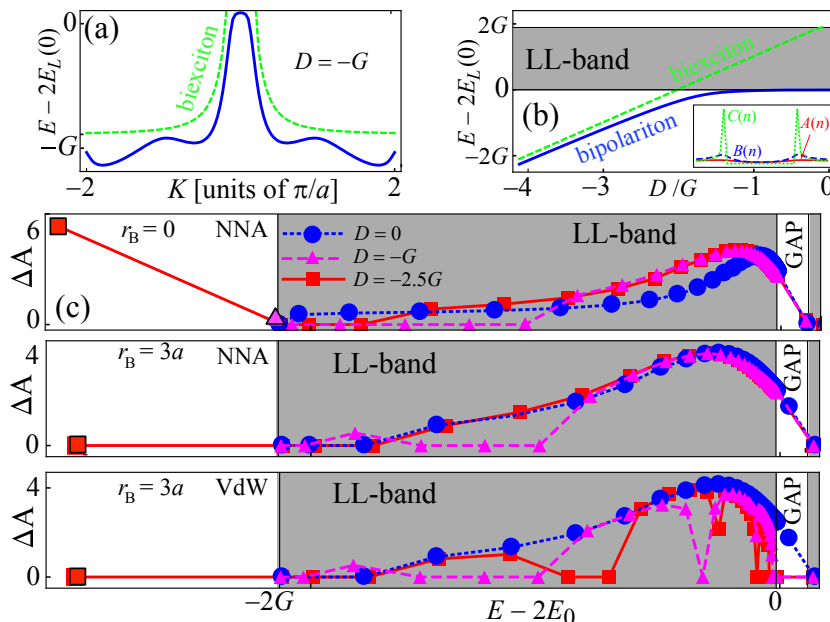 (a)
D = −G
biexciton
E − 2E_L(0)
0
−G
−2
2
K [units of π/a]
2G
LL-band
biexciton
0
(b)
bipolariton
−2G
E − 2E_L(0)
C(n)
A(n)
B(n)
−4
−3
−2
−1
0
D/G
6
r_B = 0
NNA
D = 0
D = −G
D = −2.5G
LL-band
GAP
ΔA
(c)
0
4
r_B = 3a
NNA
LL-band
GAP
ΔA
0
4
r_B = 3a
VdW
LL-band
GAP
ΔA
0
−2G
E − 2E_0
0